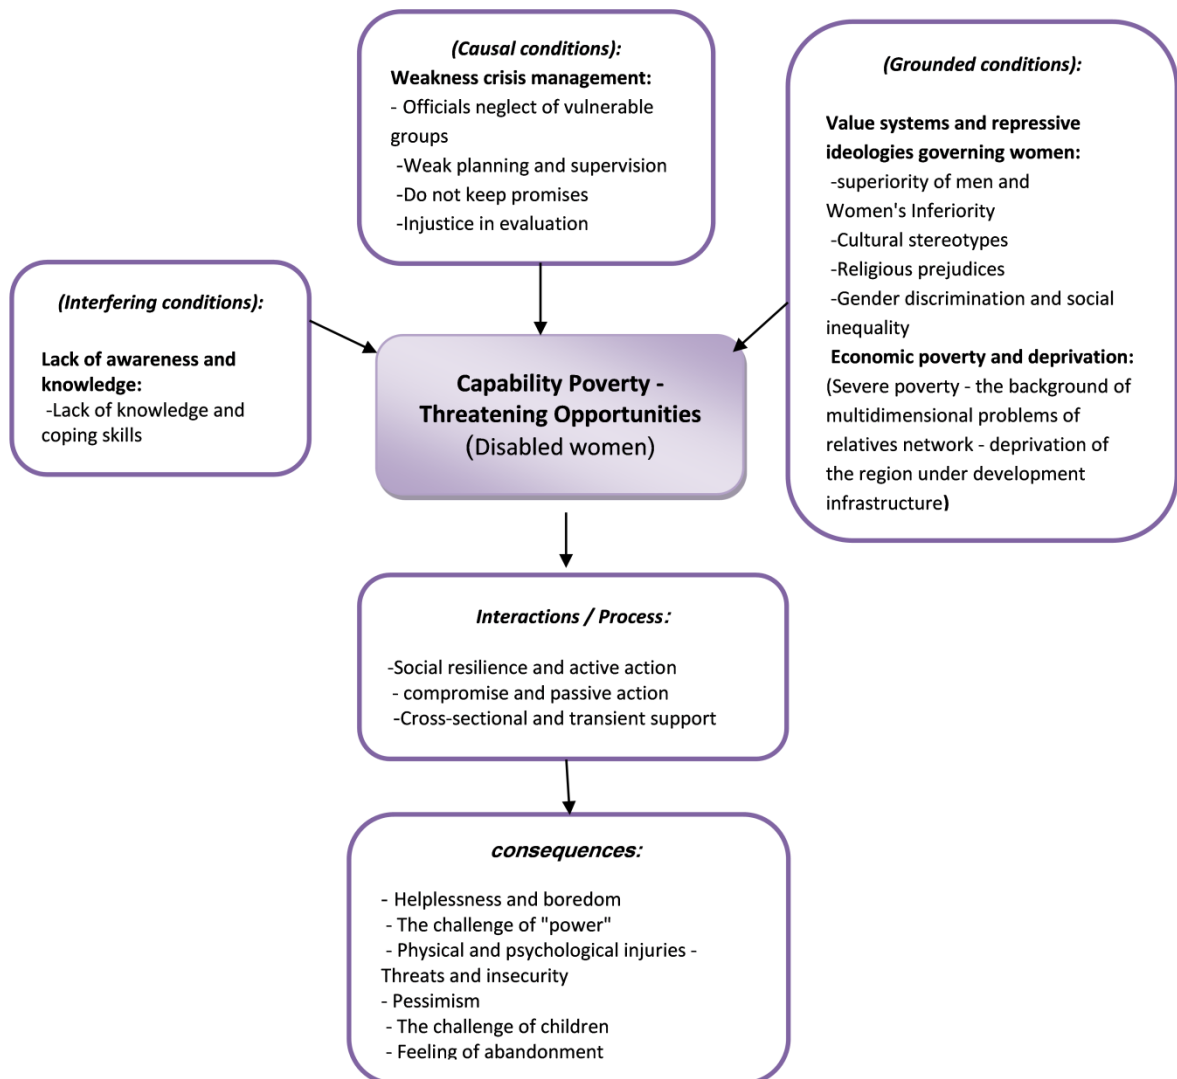 (Causal conditions):
Weakness crisis management:
- Officials neglect of vulnerable
groups
-Weak planning and supervision
-Do not keep promises
-Injustice in evaluation
(Grounded conditions):
Value systems and repressive
ideologies governing women:
-superiority of men and
Women's Inferiority
-Cultural stereotypes
-Religious prejudices
-Gender discrimination and social
inequality
Economic poverty and deprivation:
(Severe poverty - the background of
multidimensional problems of
relatives network - deprivation of
the region under development
infrastructure)
(Interfering conditions):
Lack of awareness and
knowledge:
-Lack of knowledge and
coping skills
Capability Poverty -
Threatening Opportunities
(Disabled women)
Interactions / Process:
-Social resilience and active action
- compromise and passive action
-Cross-sectional and transient support
consequences:
- Helplessness and boredom
- The challenge of "power"
- Physical and psychological injuries -
Threats and insecurity
- Pessimism
- The challenge of children
- Feeling of abandonment